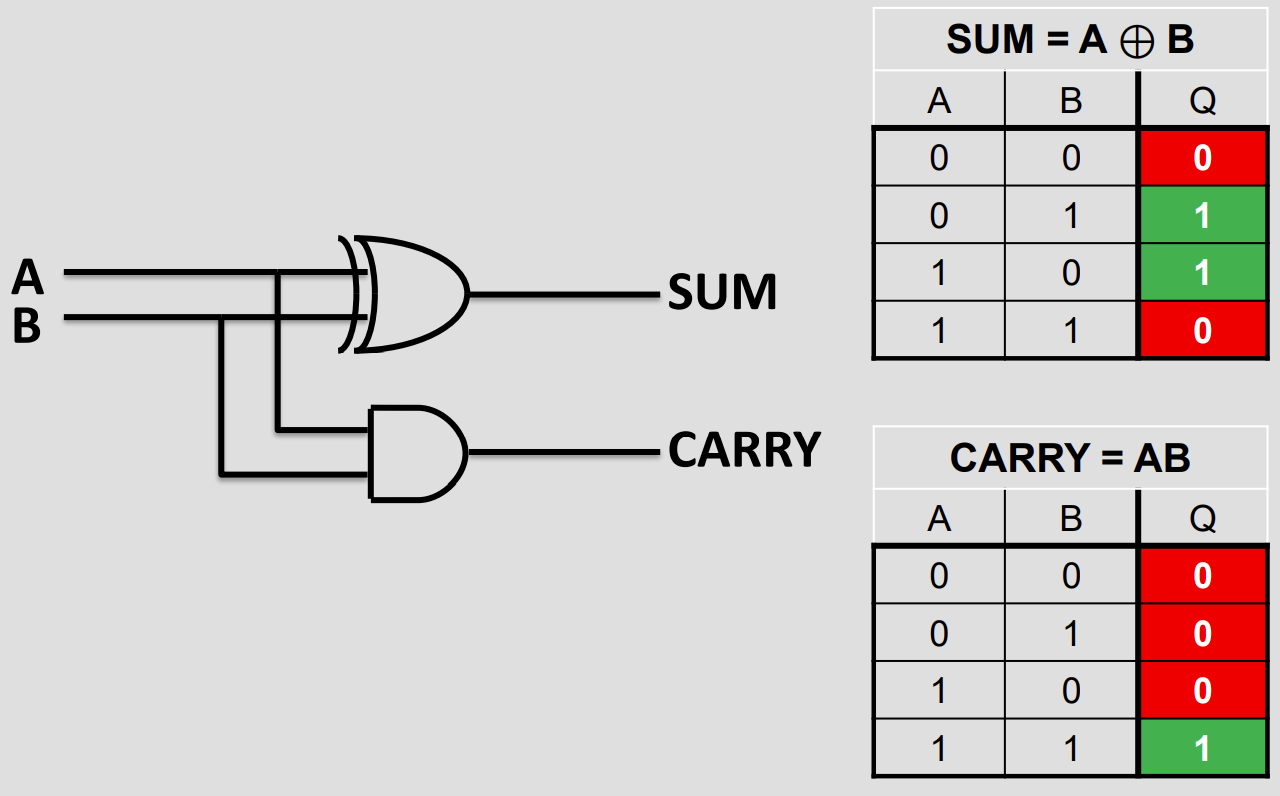 A
B
SUM
CARRY
SUM = A ⊕ B
A B Q
0 0 0
0 1 1
1 0 1
1 1 0
CARRY = AB
A B Q
0 0 0
0 1 0
1 0 0
1 1 1